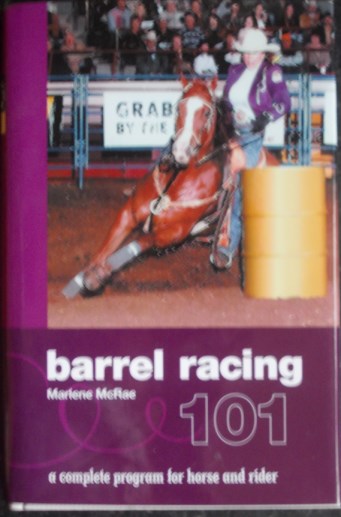 GRAB
BY THE
barrel racing
Marlene McRae
101
a complete program for horse and rider